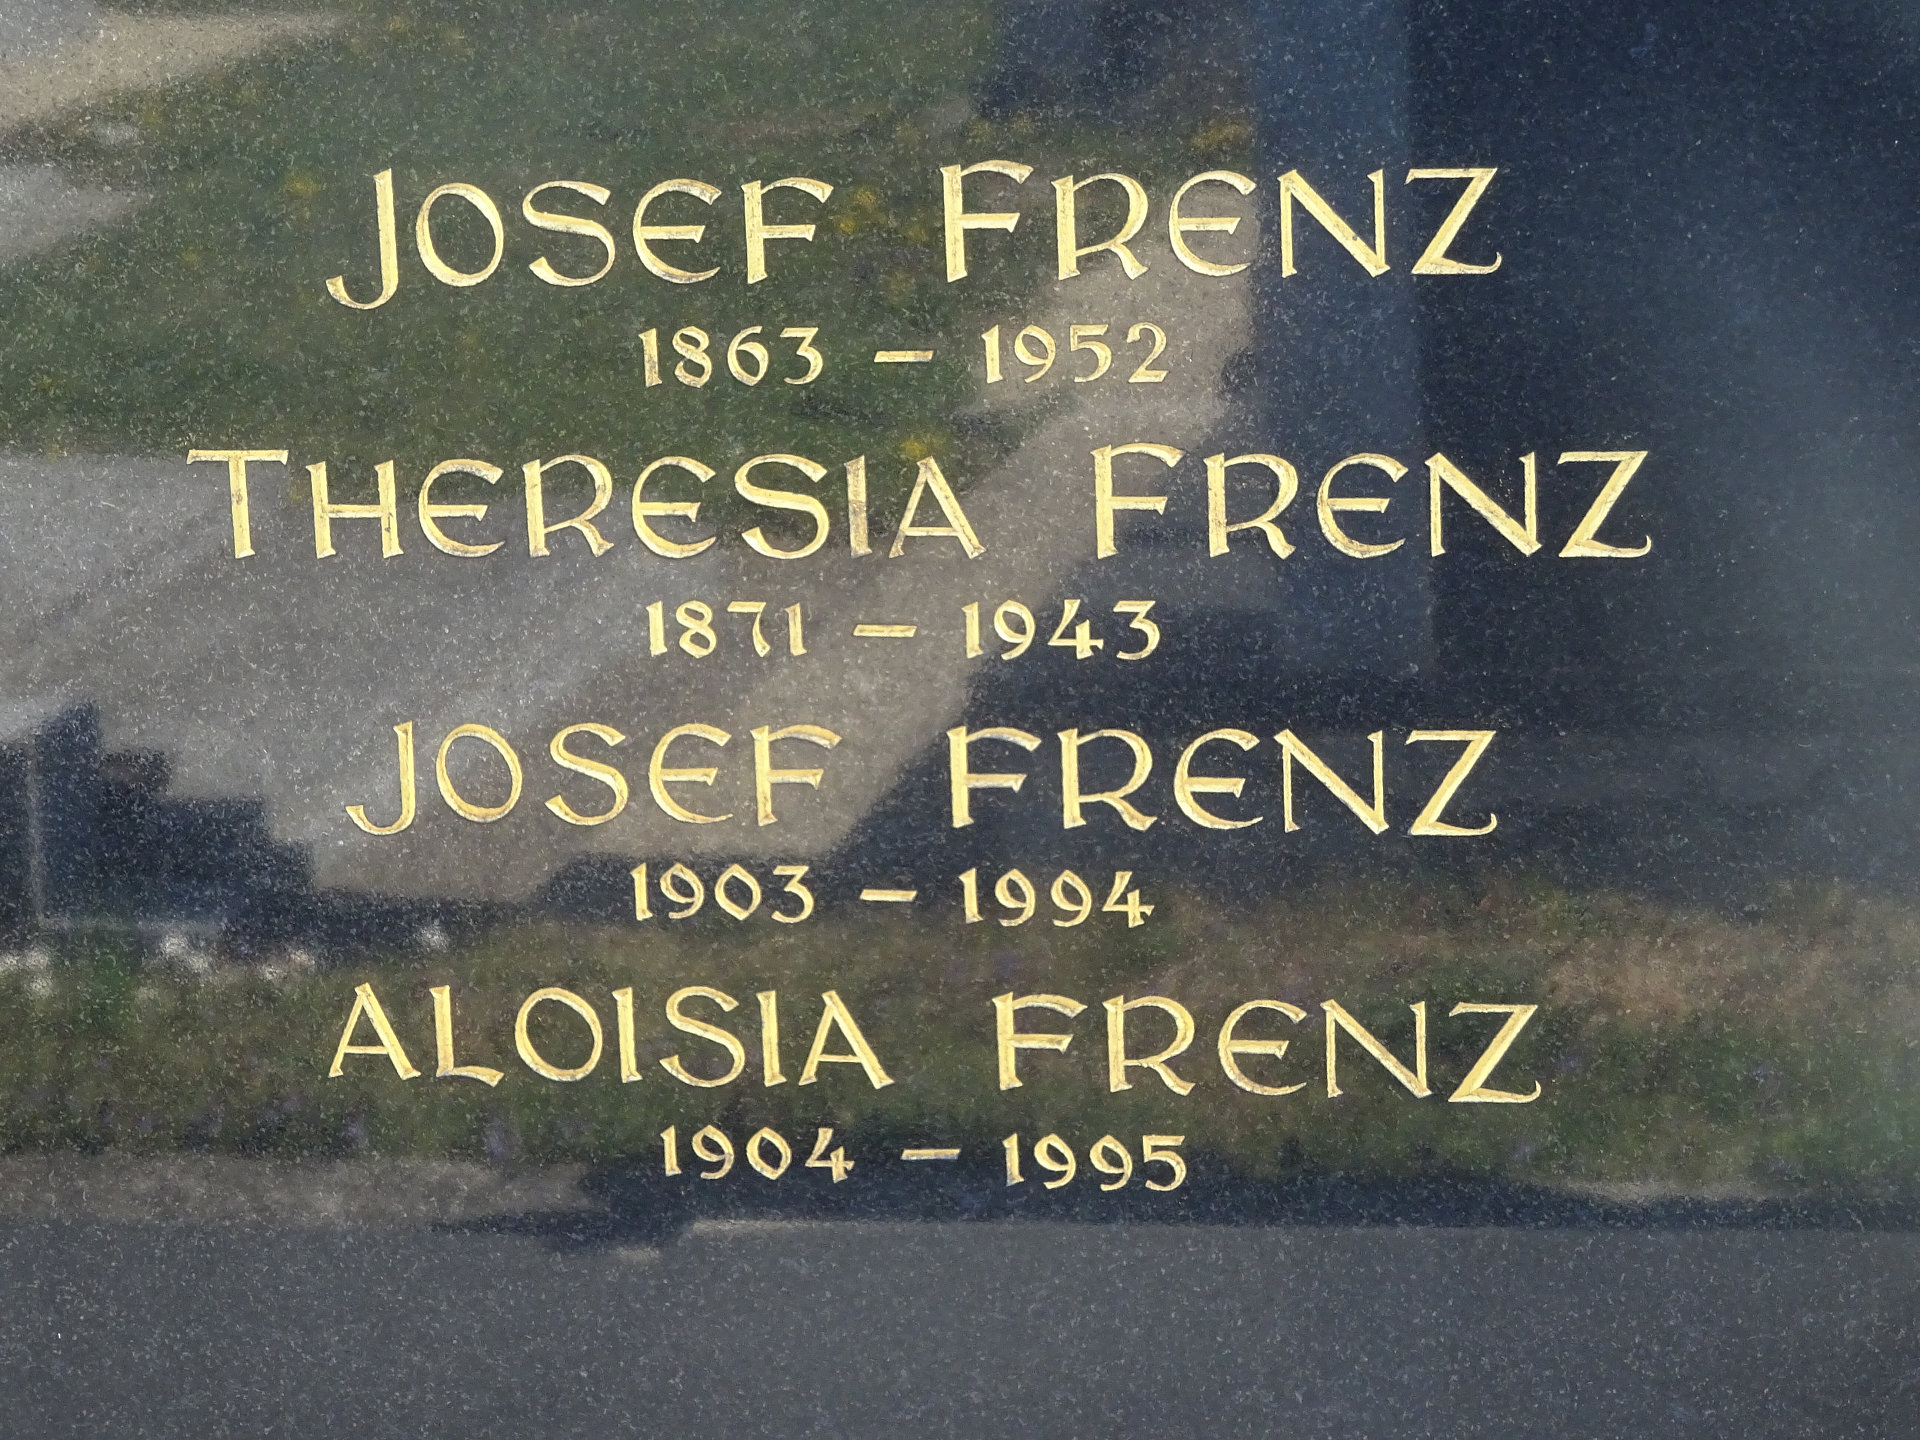 JOSEF FRENZ
1863 – 1952
THERESIA FRENZ
1871 – 1943
JOSEF FRENZ
1903 – 1994
ALOISIA FRENZ
1904 – 1995